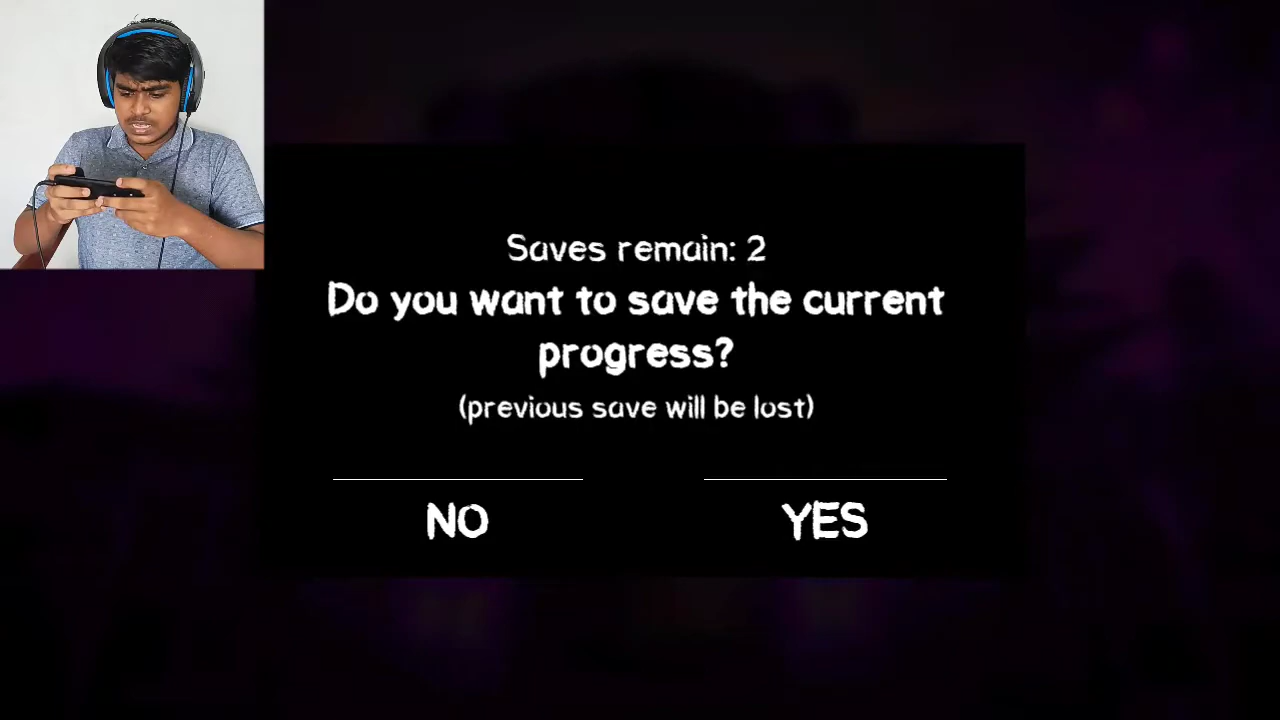 Saves remain: 2
Do you want to save the current
progress?
(previous save will be lost)
NO
YES